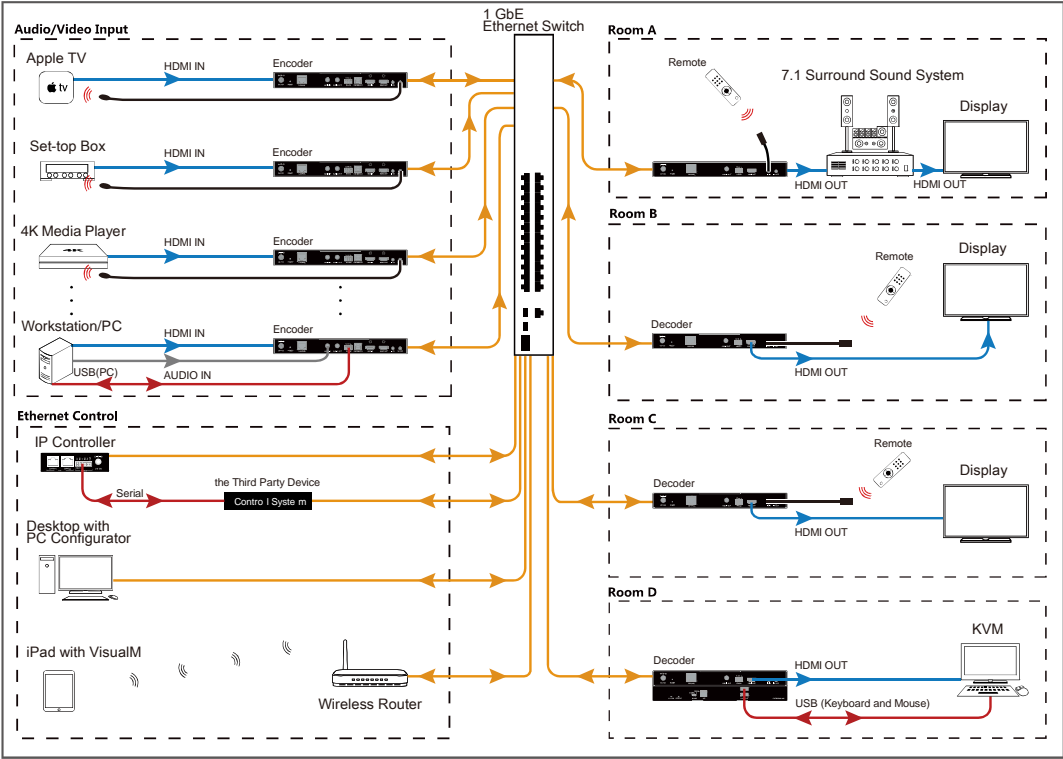 1 GbE
Ethernet Switch
Audio/Video Input
Apple TV
HDMI IN
Encoder
tv
Set-top Box
HDMI IN
Encoder
4K Media Player
HDMI IN
Encoder
4K
Workstation/PC
HDMI IN
Encoder
USB(PC)
AUDIO IN
Ethernet Control
IP Controller
Serial
the Third Party Device
Contro l Syste m
Desktop with
PC Configurator
iPad with VisualM
Wireless Router
Room A
Remote
7.1 Surround Sound System
Display
HDMI OUT
HDMI OUT
Room B
Display
Remote
Decoder
HDMI OUT
Room C
Remote
Display
Decoder
HDMI OUT
Room D
KVM
Decoder
HDMI OUT
USB (Keyboard and Mouse)